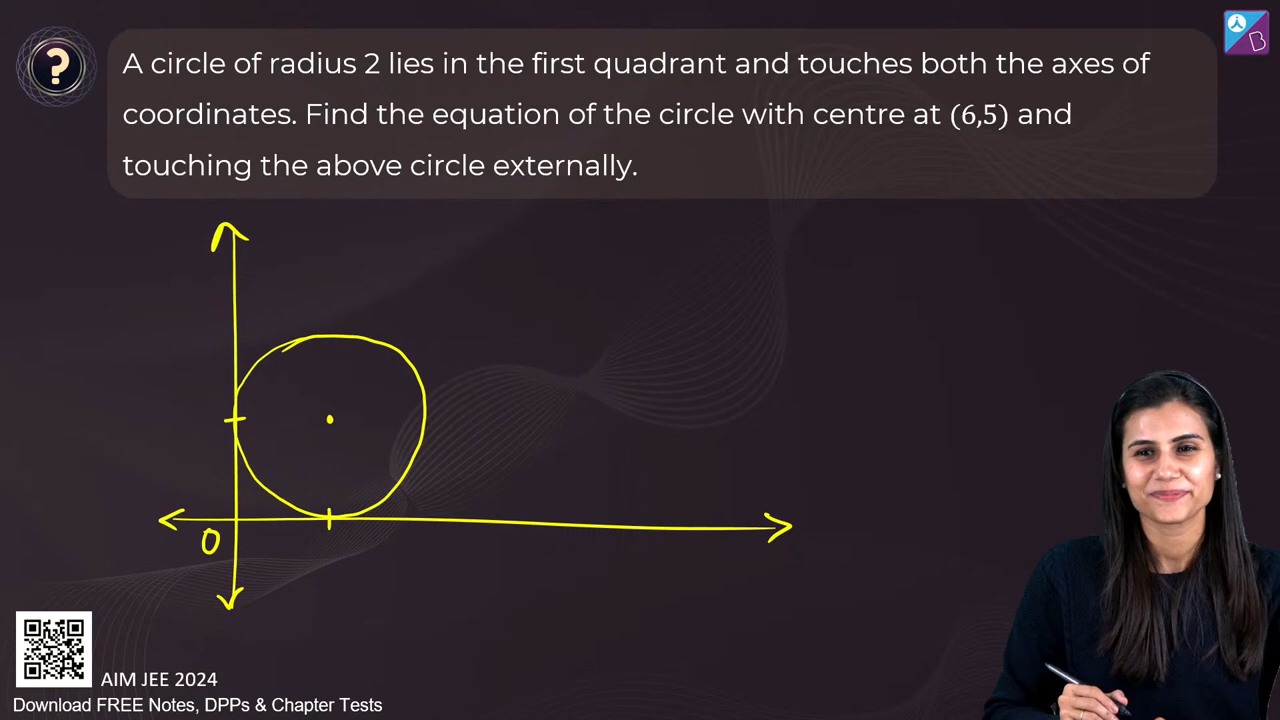 ?
A circle of radius 2 lies in the first quadrant and touches both the axes of
coordinates. Find the equation of the circle with centre at (6,5) and
touching the above circle externally.
B
O
AIM JEE 2024
Download FREE Notes, DPPs & Chapter Tests